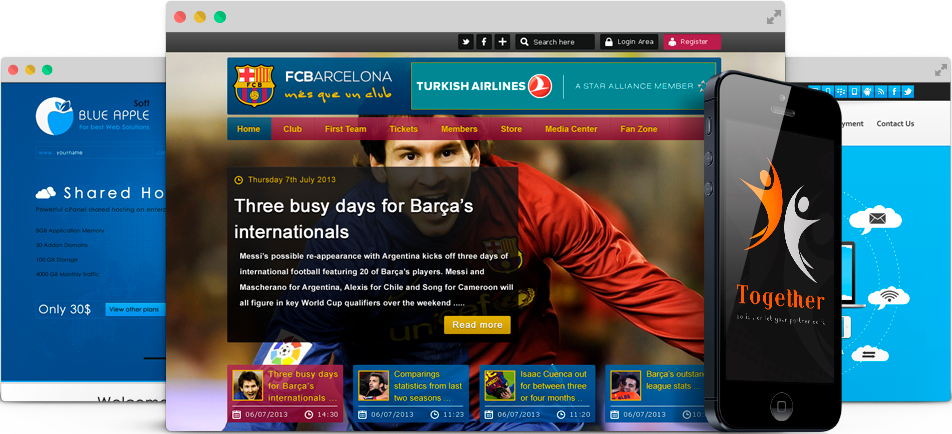 Search here
Login Area
Register
FCBARCELONA
més que un club
TURKISH AIRLINES
A STAR ALLIANCE MEMBER
Home
Club
First Team
Tickets
Members
Store
Media Center
Fan Zone
Thursday 7th July 2013
Three busy days for Barça's
internationals
Messi's possible re-appearance with Argentina kicks off three days of
international football featuring 20 of Barça's players. Messi and
Mascherano for Argentina, Alexis for Chile and Song for Cameroon will
all figure in key World Cup qualifiers over the weekend .....
Read more
unicef
Three busy days
for Barça's
internationals ...
06/07/2013
14:30
Comparings
statistics from last
two seasons ...
06/07/2013
11:23
Isaac Cuenca out
for between three
or four months ..
06/07/2013
11:20
Barça's
league stats ..
06/07/2013
Soft
BLUE APPLE
For best Web Solutions
www.
yourname
Shared
Powerful cPanel shared hosting on
8GB Application Memory
30 Addon Domains
100 GB Storage
4000 GB Monthly Traffic
Only 30$
View other plans
Contact Us
Together